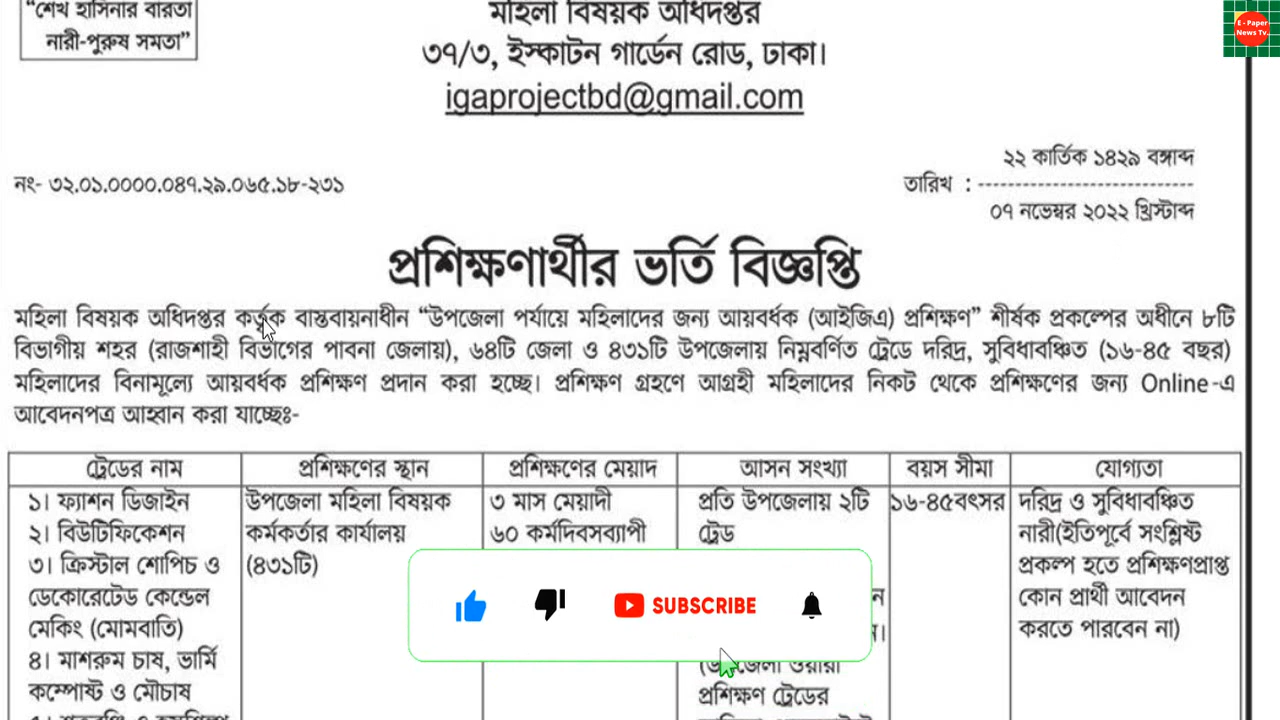 “শেখ হাসিনার বারতা
নারী-পুরুষ সমতা”
মহিলা বিষয়ক অধিদপ্তর
৩৭/৩, ইস্কাটন গার্ডেন রোড, ঢাকা।
igaprojectbd@gmail.com
E - Paper
News Tv.
নং- ৩২.০১.০০০০.০৪৭.২৯.০৬৫.১৮-২৩১
২২ কার্তিক ১৪২৯ বঙ্গাব্দ
তারিখ : ---------------------------
০৭ নভেম্বর ২০২২ খ্রিস্টাব্দ
প্রশিক্ষণার্থীর ভর্তি বিজ্ঞপ্তি
মহিলা বিষয়ক অধিদপ্তর কর্তৃক বাস্তবায়নাধীন “উপজেলা পর্যায়ে মহিলাদের জন্য আয়বর্ধক (আইজিএ) প্রশিক্ষণ” শীর্ষক প্রকল্পের অধীনে ৮টি
বিভাগীয় শহর (রাজশাহী বিভাগের পাবনা জেলায়), ৬৪টি জেলা ও ৪৩১টি উপজেলায় নিম্নবর্ণিত ট্রেডে দরিদ্র, সুবিধাবঞ্চিত (১৬-৪৫ বছর)
মহিলাদের বিনামূল্যে আয়বর্ধক প্রশিক্ষণ প্রদান করা হচ্ছে। প্রশিক্ষণ গ্রহণে আগ্রহী মহিলাদের নিকট থেকে প্রশিক্ষণের জন্য Online-এ
আবেদনপত্র আহ্বান করা যাচ্ছেঃ-
ট্রেডের নাম
প্রশিক্ষণের স্থান
প্রশিক্ষণের মেয়াদ
আসন সংখ্যা
বয়স সীমা
যোগ্যতা
১। ফ্যাশন ডিজাইন
২। বিউটিফিকেশন
৩। ক্রিস্টাল শোপিচ ও
ডেকোরেটেড কেন্ডেল
মেকিং (মোমবাতি)
৪। মাশরুম চাষ, ভার্মি
কম্পোষ্ট ও মৌচাষ
উপজেলা মহিলা বিষয়ক
কর্মকর্তার কার্যালয়
(৪৩১টি)
৩ মাস মেয়াদী
৬০ কর্মদিবসব্যাপী
প্রতি উপজেলায় ২টি
ট্রেড
প্রশিক্ষণ ট্রেডের
১৬-৪৫বৎসর
দরিদ্র ও সুবিধাবঞ্চিত
নারী(ইতিপূর্বে সংশ্লিষ্ট
প্রকল্প হতে প্রশিক্ষণপ্রাপ্ত
কোন প্রার্থী আবেদন
করতে পারবেন না)
SUBSCRIBE